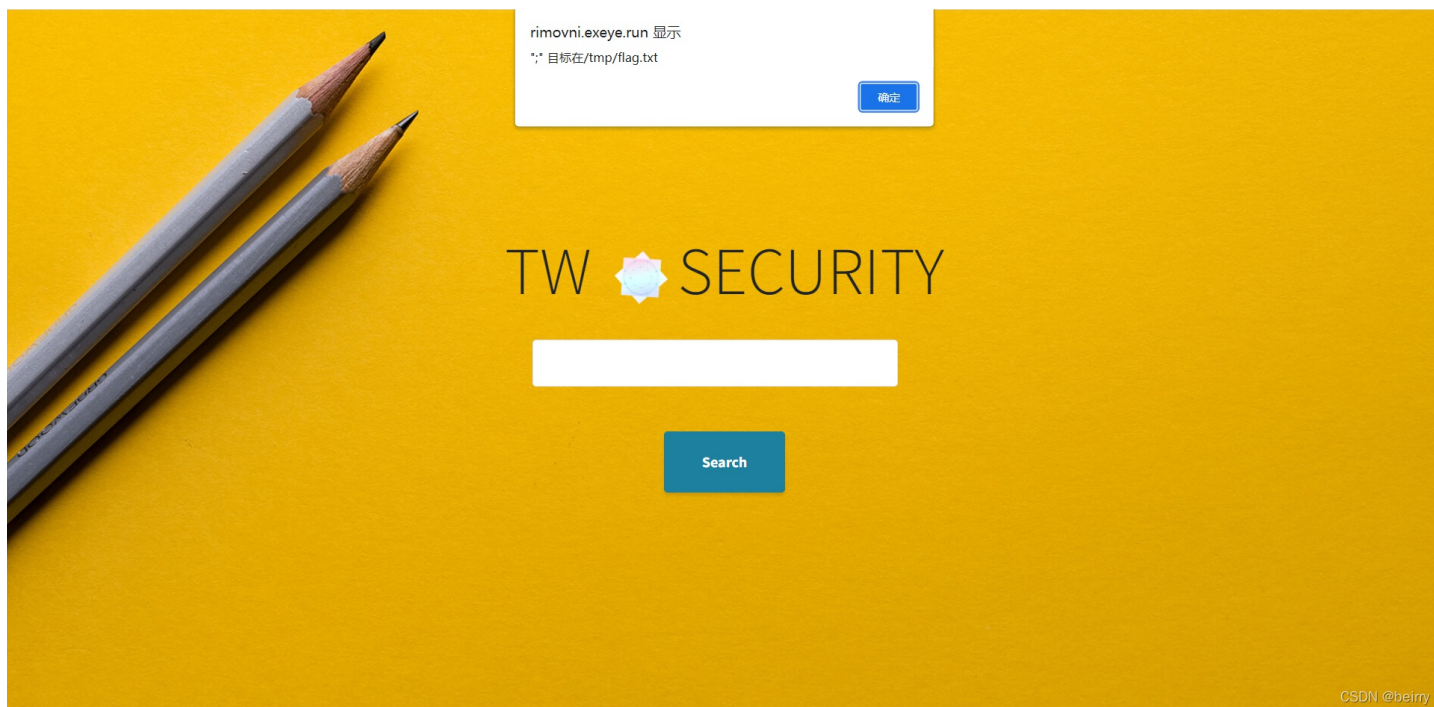 rimovni.exeye.run 显示
";" 目标在/tmp/flag.txt
确定
TW SECURITY
Search
CSDN @beirry